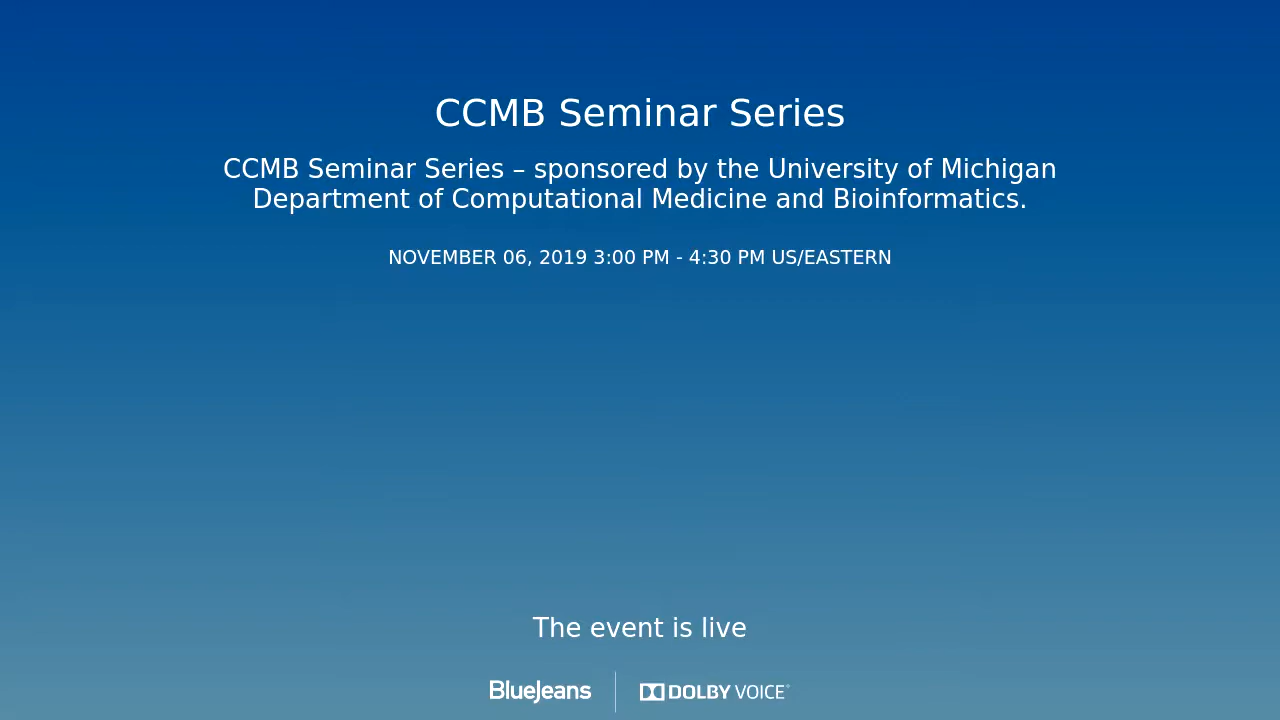 CCMB Seminar Series
CCMB Seminar Series – sponsored by the University of Michigan
Department of Computational Medicine and Bioinformatics.
NOVEMBER 06, 2019 3:00 PM - 4:30 PM US/EASTERN
The event is live
BlueJeans
DOLBY VOICE®